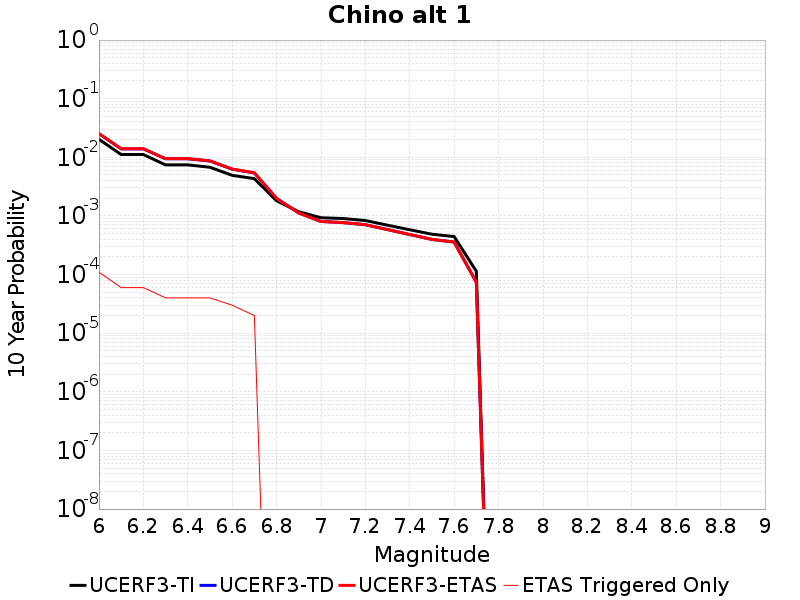 Chino alt 1
10 Year Probability
10^0
10^-1
10^-2
10^-3
10^-4
10^-5
10^-6
10^-7
10^-8
6 6.2 6.4 6.6 6.8 7 7.2 7.4 7.6 7.8 8 8.2 8.4 8.6 8.8 9
Magnitude
UCERF3-TI UCERF3-TD UCERF3-ETAS ETAS Triggered Only